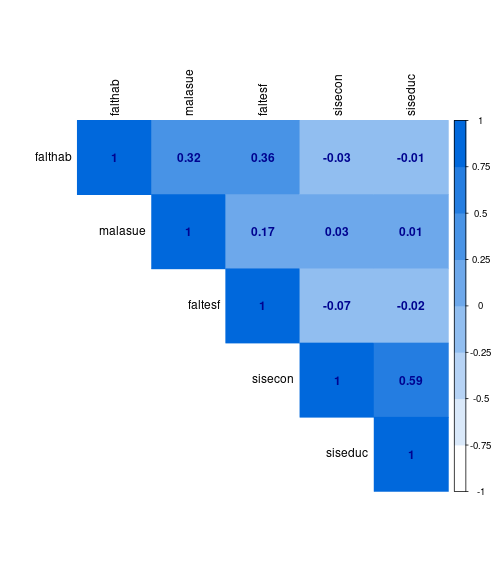 falthab malasue faltesf sisecon siseduc
falthab 1 0.32 0.36 -0.03 -0.01
malasue 1 0.17 0.03 0.01
faltesf 1 -0.07 -0.02
sisecon 1 0.59
siseduc 1
1
0.75
0.5
0.25
0
-0.25
-0.5
-0.75
-1